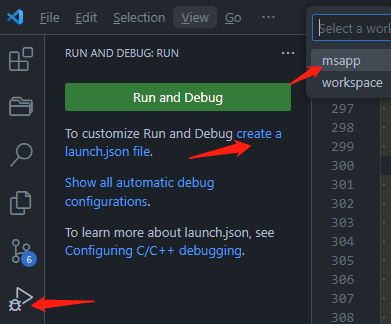 File Edit Selection View Go
Select a work
RUN AND DEBUG: RUN
msapp
workspace
Run and Debug
To customize Run and Debug create a
launch.json file.
Show all automatic debug
configurations.
To learn more about launch.json, see
Configuring C/C++ debugging.
6
297
298
299
300
301
302
303
304
305
306
307
308